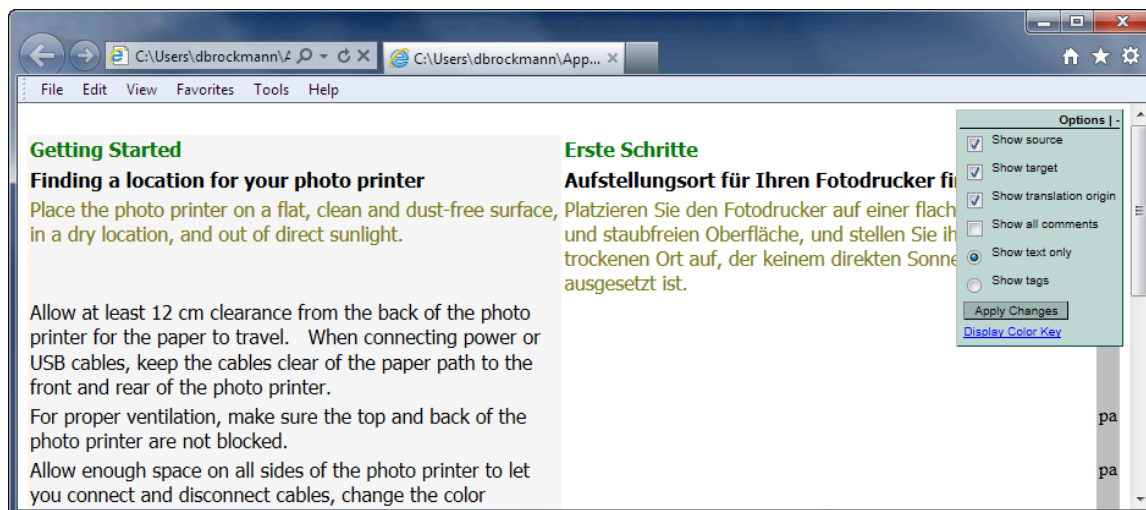 C:\Users\dbrockmann\A
C:\Users\dbrockmann\App...
File Edit View Favorites Tools Help
Getting Started
Finding a location for your photo printer
Place the photo printer on a flat, clean and dust-free surface,
in a dry location, and out of direct sunlight.
Allow at least 12 cm clearance from the back of the photo
printer for the paper to travel. When connecting power or
USB cables, keep the cables clear of the paper path to the
front and rear of the photo printer.
For proper ventilation, make sure the top and back of the
photo printer are not blocked.
Allow enough space on all sides of the photo printer to let
you connect and disconnect cables, change the color
Erste Schritte
Aufstellungsort für Ihren Fotodrucker fi
Platzieren Sie den Fotodrucker auf einer flach
und staubfreien Oberfläche, und stellen Sie ih
trockenen Ort auf, der keinem direkten Sonne
ausgesetzt ist.
Options | -
Show source
Show target
Show translation origin
Show all comments
Show text only
Show tags
Apply Changes
Display Color Key
pa
pa